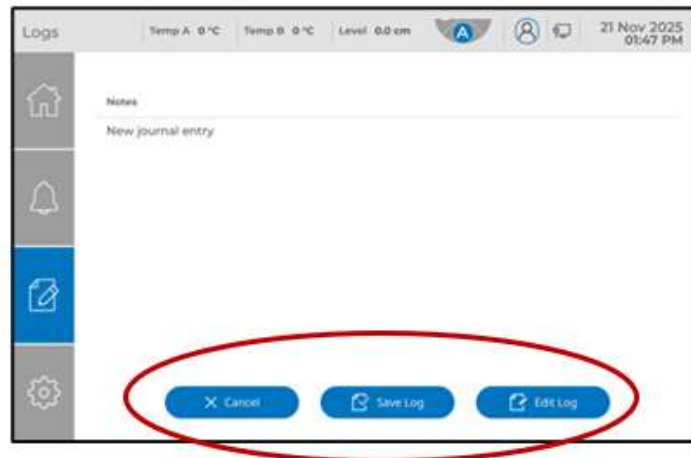 Logs Temp A 0 °C Temp B 0 °C Level 0.0 cm A 21 Nov 2025
01:47 PM
Notes
New journal entry
Cancel Save Log Edit Log